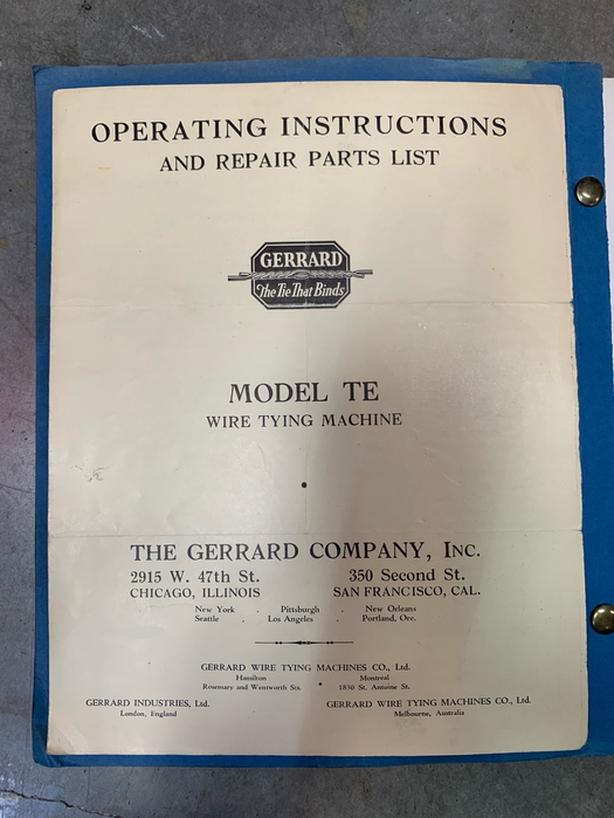 OPERATING INSTRUCTIONS
AND REPAIR PARTS LIST
GERRARD
The Tie That Binds
MODEL TE
WIRE TYING MACHINE
THE GERRARD COMPANY, INC.
2915 W. 47th St. 350 Second St.
CHICAGO, ILLINOIS SAN FRANCISCO, CAL.
New York . Pittsburgh . New Orleans
Seattle . Los Angeles . Portland, Ore.
GERRARD WIRE TYING MACHINES CO., Ltd.
Hamilton Montreal
Rosemary and Wentworth Sts. • 1830 St. Antoine St.
GERRARD INDUSTRIES, Ltd. GERRARD WIRE TYING MACHINES CO., Ltd.
London, England Melbourne, Australia